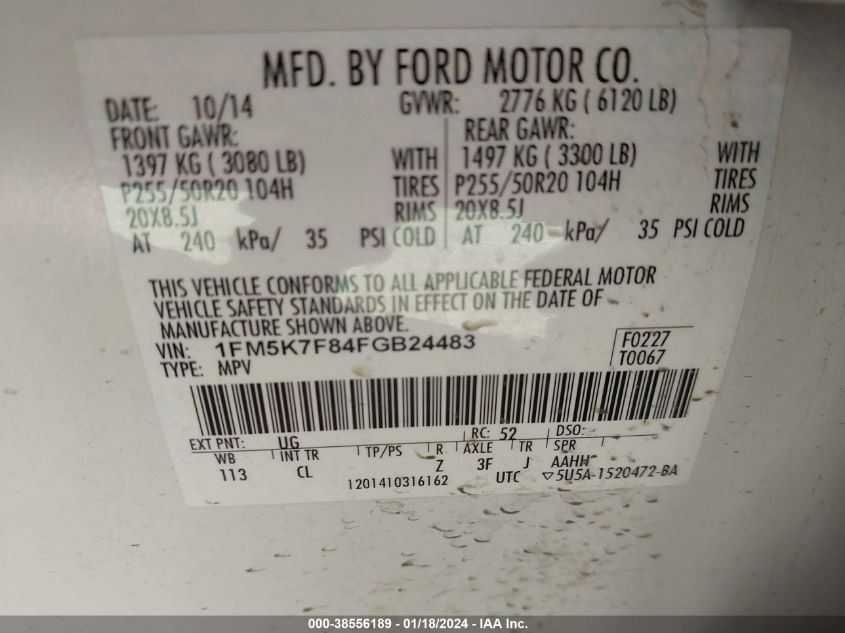 MFD. BY FORD MOTOR CO.
DATE: 10/14 GVWR: 2776 KG ( 6120 LB)
FRONT GAWR: REAR GAWR:
1397 KG ( 3080 LB) WITH 1497 KG ( 3300 LB) WITH
P255/50R20 104H TIRES P255/50R20 104H TIRES
20X8.5J RIMS 20X8.5J RIMS
AT 240 kPa/ 35 PSI COLD AT 240 kPa/ 35 PSI COLD
THIS VEHICLE CONFORMS TO ALL APPLICABLE FEDERAL MOTOR
VEHICLE SAFETY STANDARDS IN EFFECT ON THE DATE OF
MANUFACTURE SHOWN ABOVE.
VIN: 1FM5K7F84FGB24483 F0227
TYPE: MPV T0067
EXT PNT: UG RC: 52 DSO:
WB INT TR TP/PS R AXLE TR SPR
113 CL Z 3F J AAHH
1201410316162 UTC ▽5U5A-1520472-BA
000-38556189 - 01/18/2024 - IAA Inc.